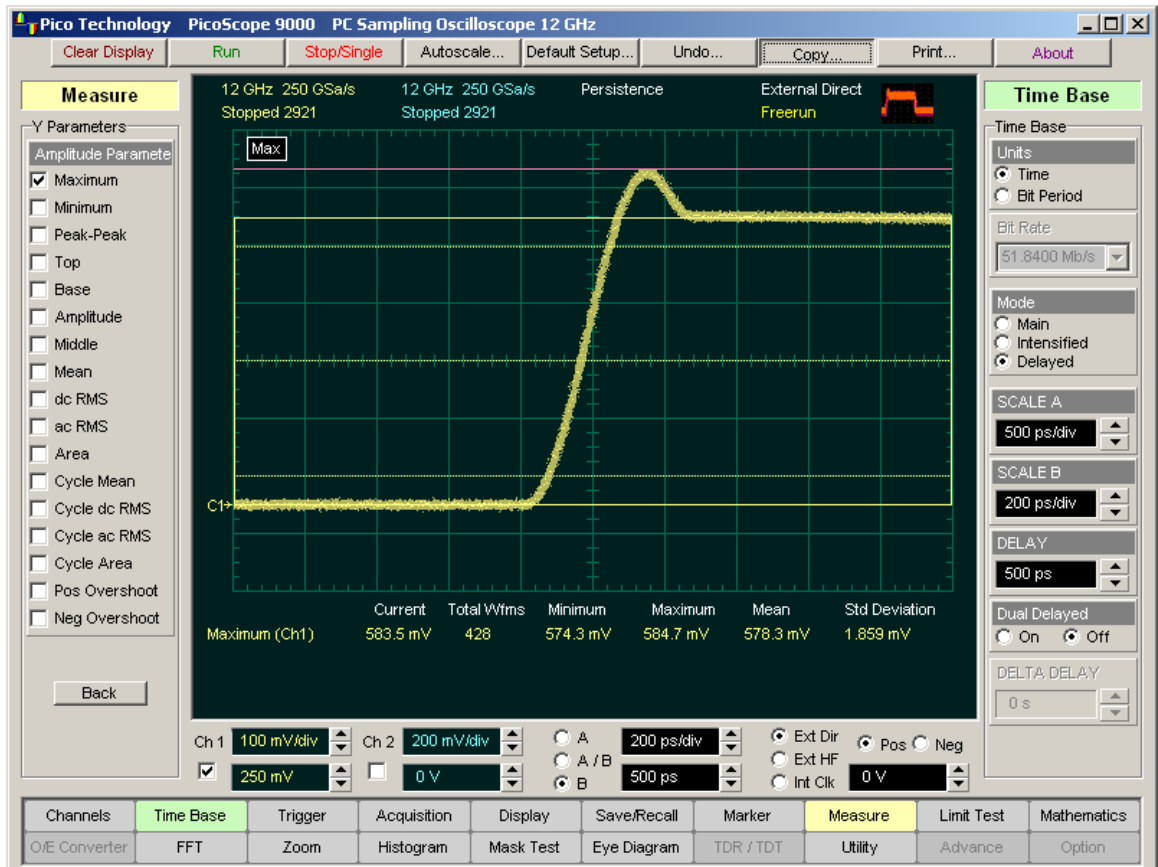 Pico Technology PicoScope 9000 PC Sampling Oscilloscope 12 GHz
Clear Display Run Stop/Single Autoscale... Default Setup... Undo... Copy... Print... About
Measure
Y Parameters
Amplitude Paramete
Maximum
Minimum
Peak-Peak
Top
Base
Amplitude
Middle
Mean
dc RMS
ac RMS
Area
Cycle Mean
Cycle dc RMS
Cycle ac RMS
Cycle Area
Pos Overshoot
Neg Overshoot
Back
12 GHz 250 GSa/s 12 GHz 250 GSa/s Persistence External Direct
Stopped 2921 Stopped 2921 Freerun
Max
C1
Current Total Wfms Minimum Maximum Mean Std Deviation
Maximum (Ch1) 583.5 mV 428 574.3 mV 584.7 mV 578.3 mV 1.859 mV
Time Base
Time Base
Units
Time
Bit Period
Bit Rate
51.8400 Mb/s
Mode
Main
Intensified
Delayed
SCALE A
500 ps/div
SCALE B
200 ps/div
DELAY
500 ps
Dual Delayed
On Off
DELTA DELAY
0 s
Ch 1 100 mV/div Ch 2 200 mV/div A 200 ps/div Ext Dir Pos Neg
A / B Ext HF
250 mV 0 V B 500 ps Int Clk 0 V
Channels Time Base Trigger Acquisition Display Save/Recall Marker Measure Limit Test Mathematics
O/E Converter FFT Zoom Histogram Mask Test Eye Diagram TDR / TDT Utility Advance Option